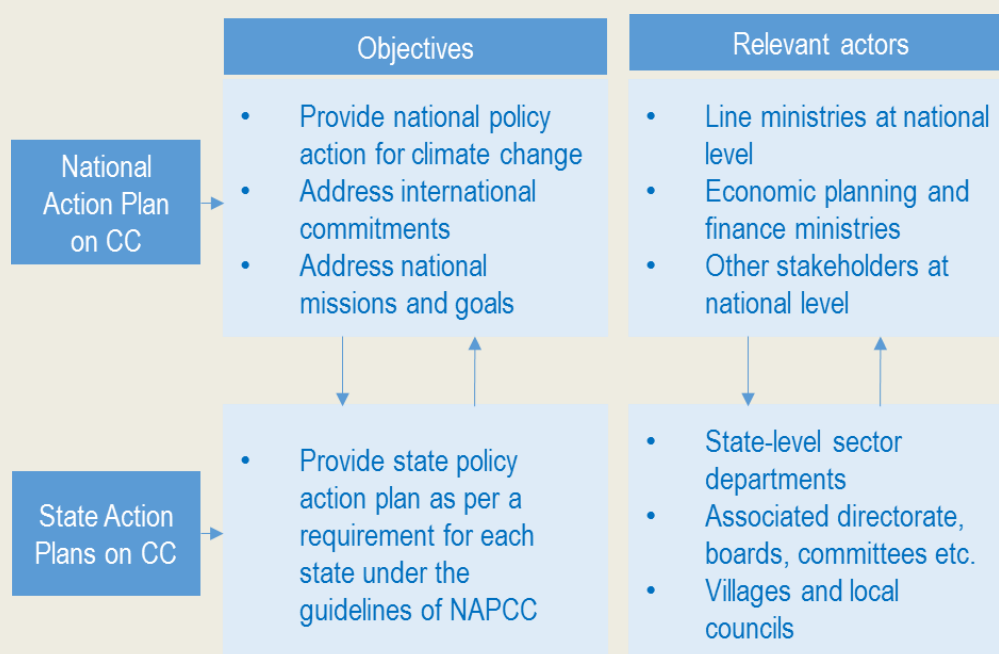 Objectives
Relevant actors
National
Action Plan
on CC
• Provide national policy
action for climate change
• Address international
commitments
• Address national
missions and goals
• Line ministries at national
level
• Economic planning and
finance ministries
• Other stakeholders at
national level
State Action
Plans on CC
• Provide state policy
action plan as per a
requirement for each
state under the
guidelines of NAPCC
• State-level sector
departments
• Associated directorate,
boards, committees etc.
• Villages and local
councils